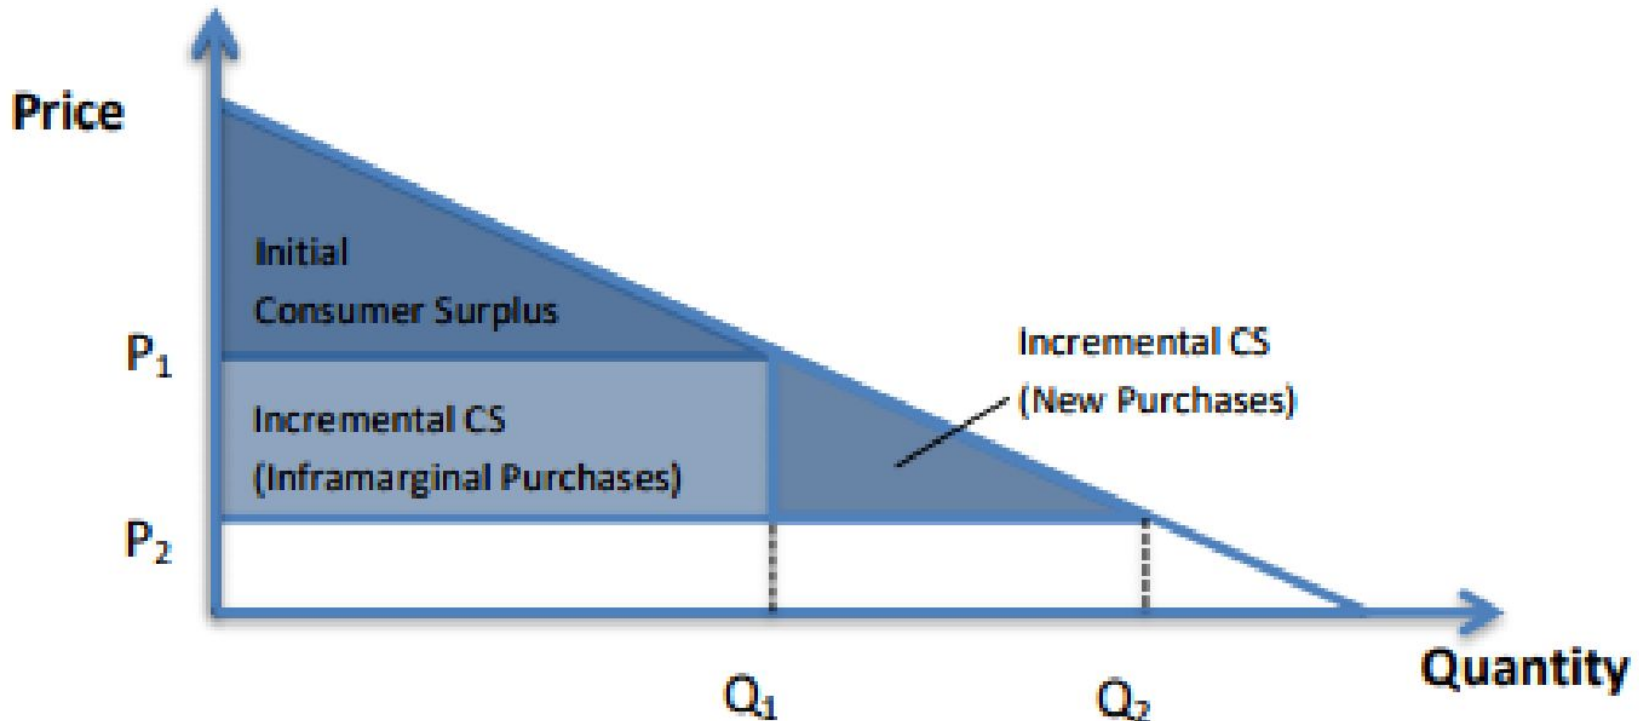 Price
Initial
Consumer Surplus
P₁
Incremental CS
(New Purchases)
Incremental CS
(Inframarginal Purchases)
P₂
Q₁
Q₂
Quantity